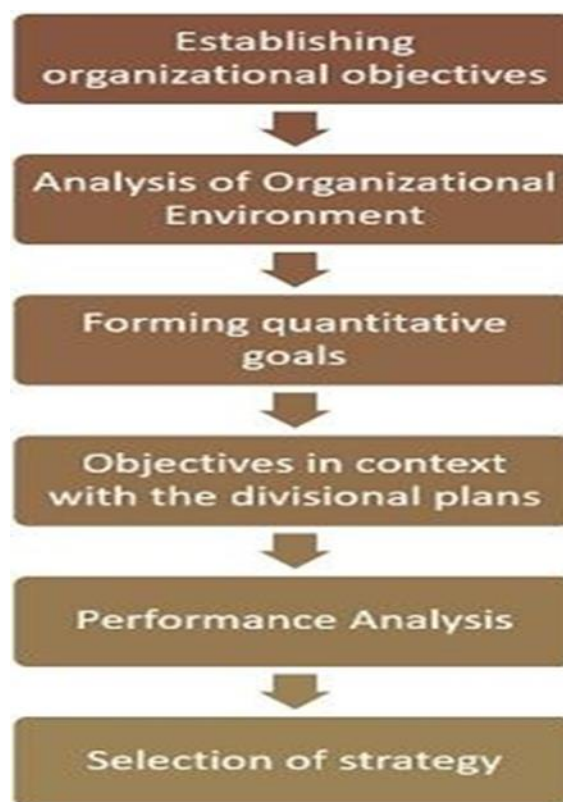 Establishing
organizational objectives
Analysis of Organizational
Environment
Forming quantitative
goals
Objectives in context
with the divisional plans
Performance Analysis
Selection of strategy